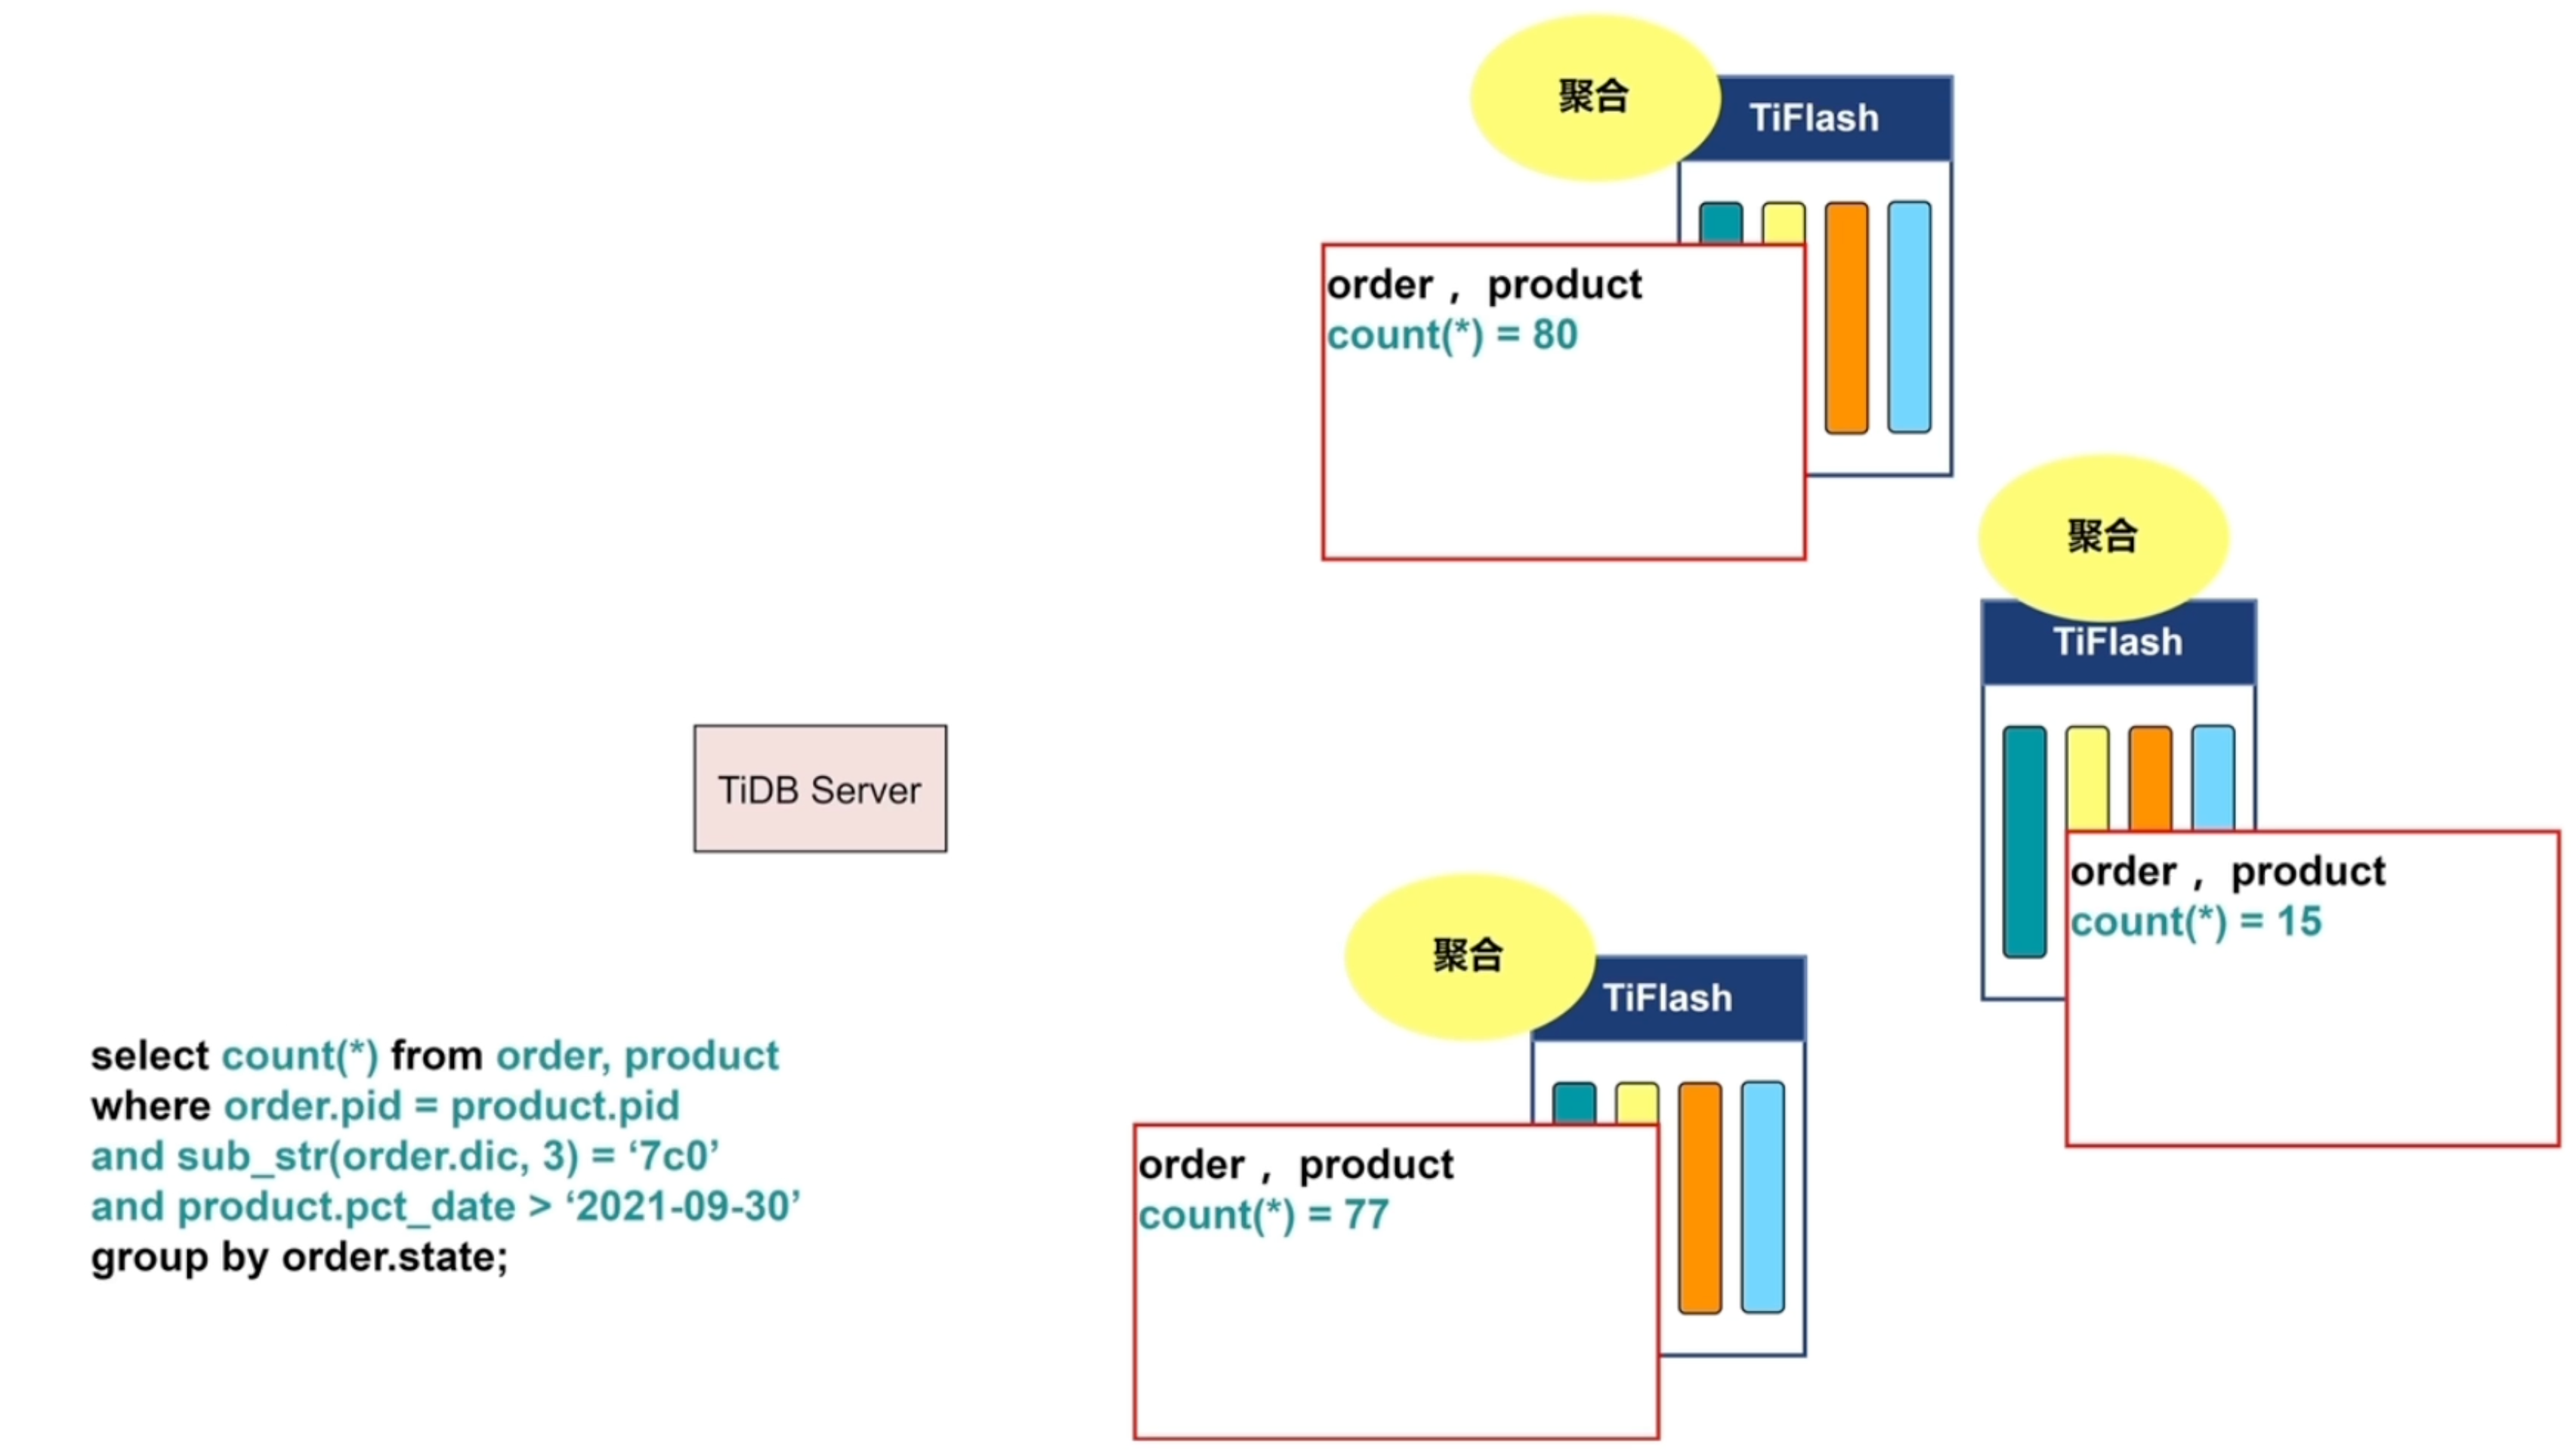 聚合
TiFlash
order ，product
count(*) = 80
聚合
TiFlash
order ，product
count(*) = 15
TiDB Server
聚合
TiFlash
order ，product
count(*) = 77
select count(*) from order, product
where order.pid = product.pid
and sub_str(order.dic, 3) = ‘7c0’
and product.pct_date > ‘2021-09-30’
group by order.state;